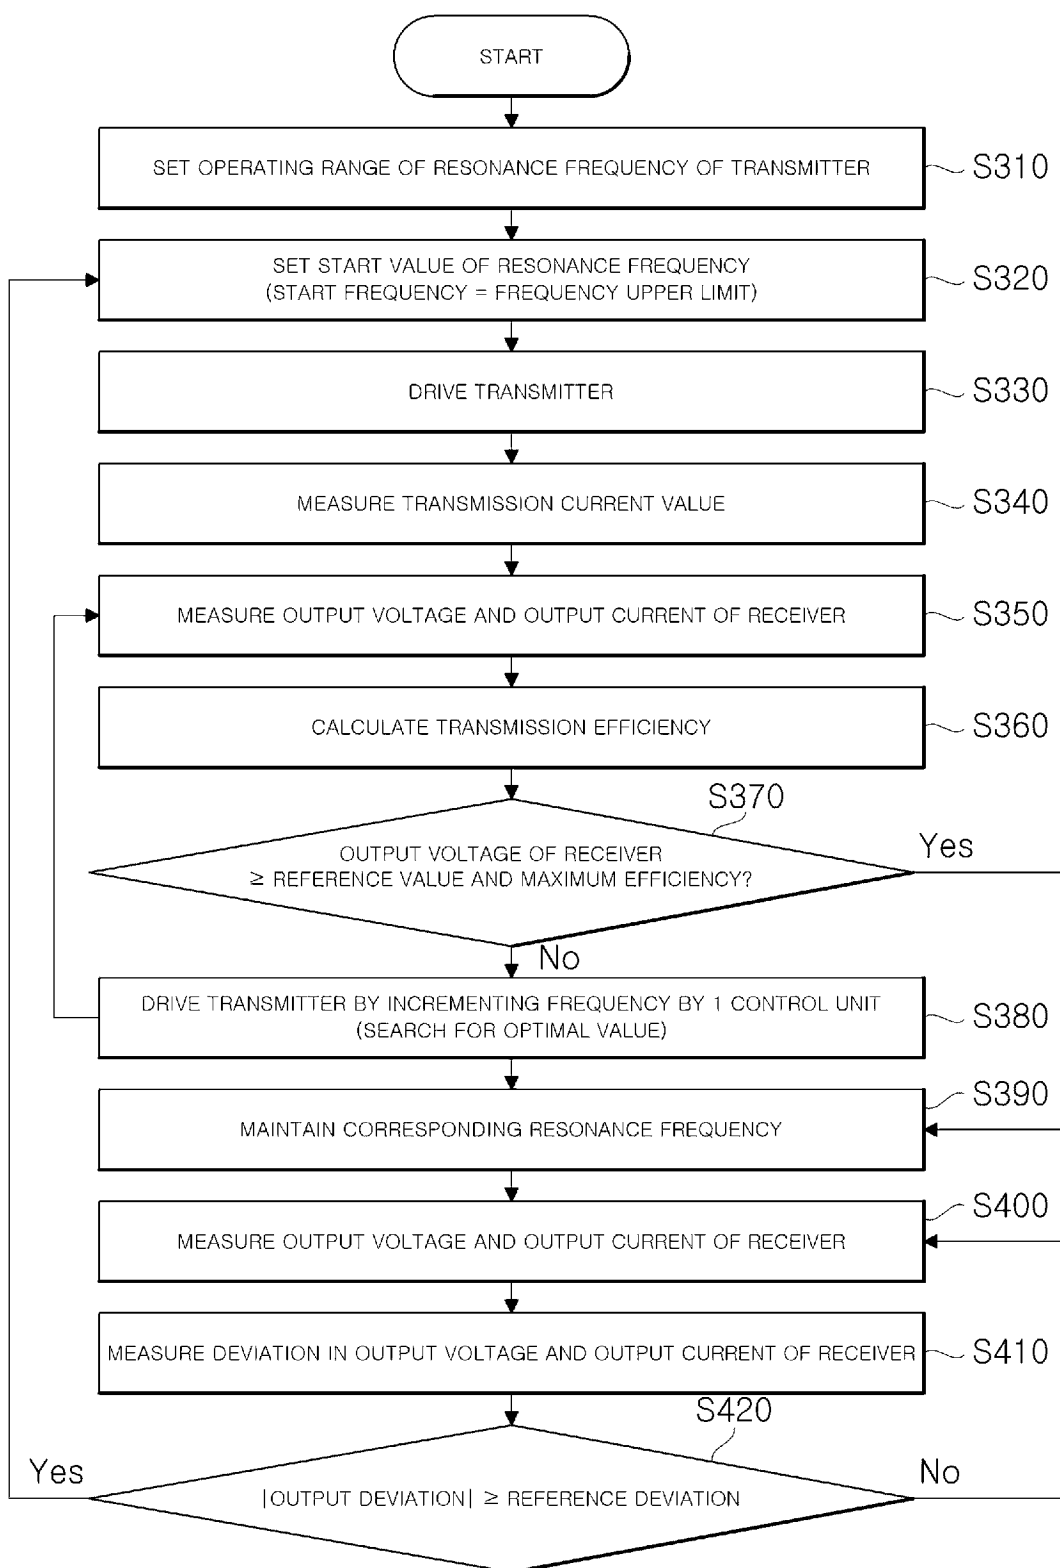 START
SET OPERATING RANGE OF RESONANCE FREQUENCY OF TRANSMITTER
S310
SET START VALUE OF RESONANCE FREQUENCY
(START FREQUENCY = FREQUENCY UPPER LIMIT)
S320
DRIVE TRANSMITTER
S330
MEASURE TRANSMISSION CURRENT VALUE
S340
MEASURE OUTPUT VOLTAGE AND OUTPUT CURRENT OF RECEIVER
S350
CALCULATE TRANSMISSION EFFICIENCY
S360
S370
OUTPUT VOLTAGE OF RECEIVER
≥ REFERENCE VALUE AND MAXIMUM EFFICIENCY?
Yes
No
DRIVE TRANSMITTER BY INCREMENTING FREQUENCY BY 1 CONTROL UNIT
(SEARCH FOR OPTIMAL VALUE)
S380
MAINTAIN CORRESPONDING RESONANCE FREQUENCY
S390
MEASURE OUTPUT VOLTAGE AND OUTPUT CURRENT OF RECEIVER
S400
MEASURE DEVIATION IN OUTPUT VOLTAGE AND OUTPUT CURRENT OF RECEIVER
S410
S420
Yes
|OUTPUT DEVIATION| ≥ REFERENCE DEVIATION
No